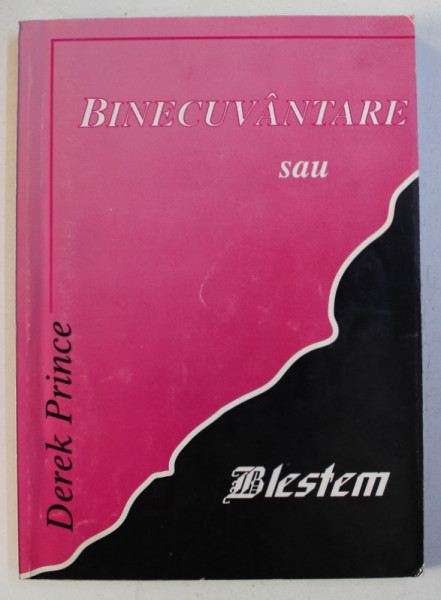 BINECUVÂNTARE
sau
Blestem
Derek Prince